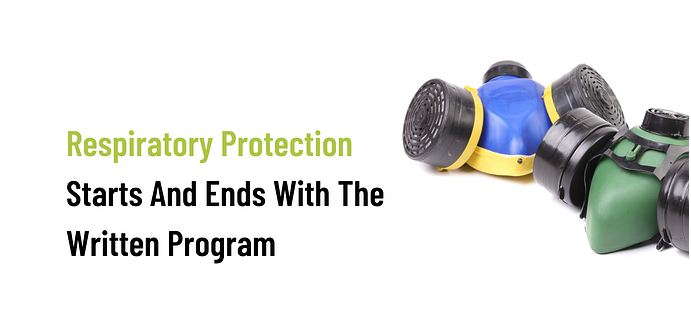 Respiratory Protection
Starts And Ends With The
Written Program